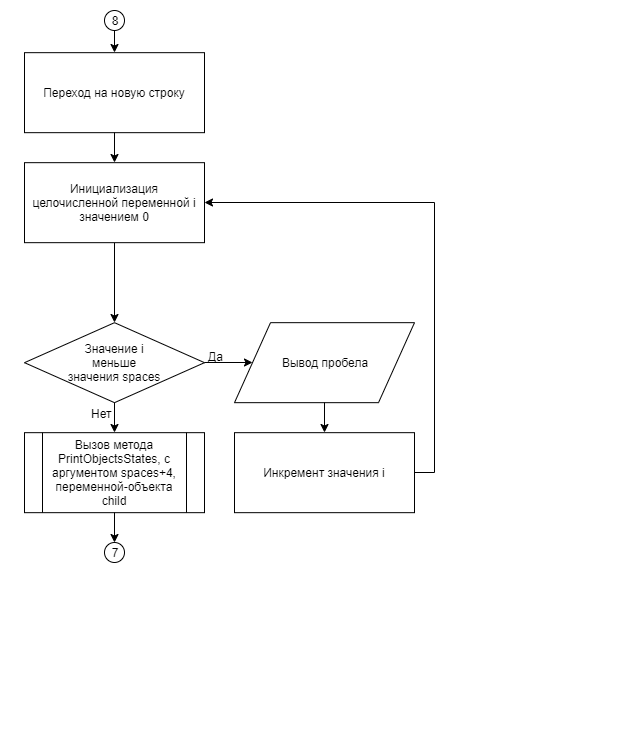 8
Переход на новую строку
Инициализация
целочисленной переменной i
значением 0
Значение i
меньше
значения spaces
Да
Вывод пробела
Нет
Вызов метода
PrintObjectsStates, с
аргументом spaces+4,
переменной-объекта
child
Инкремент значения i
7